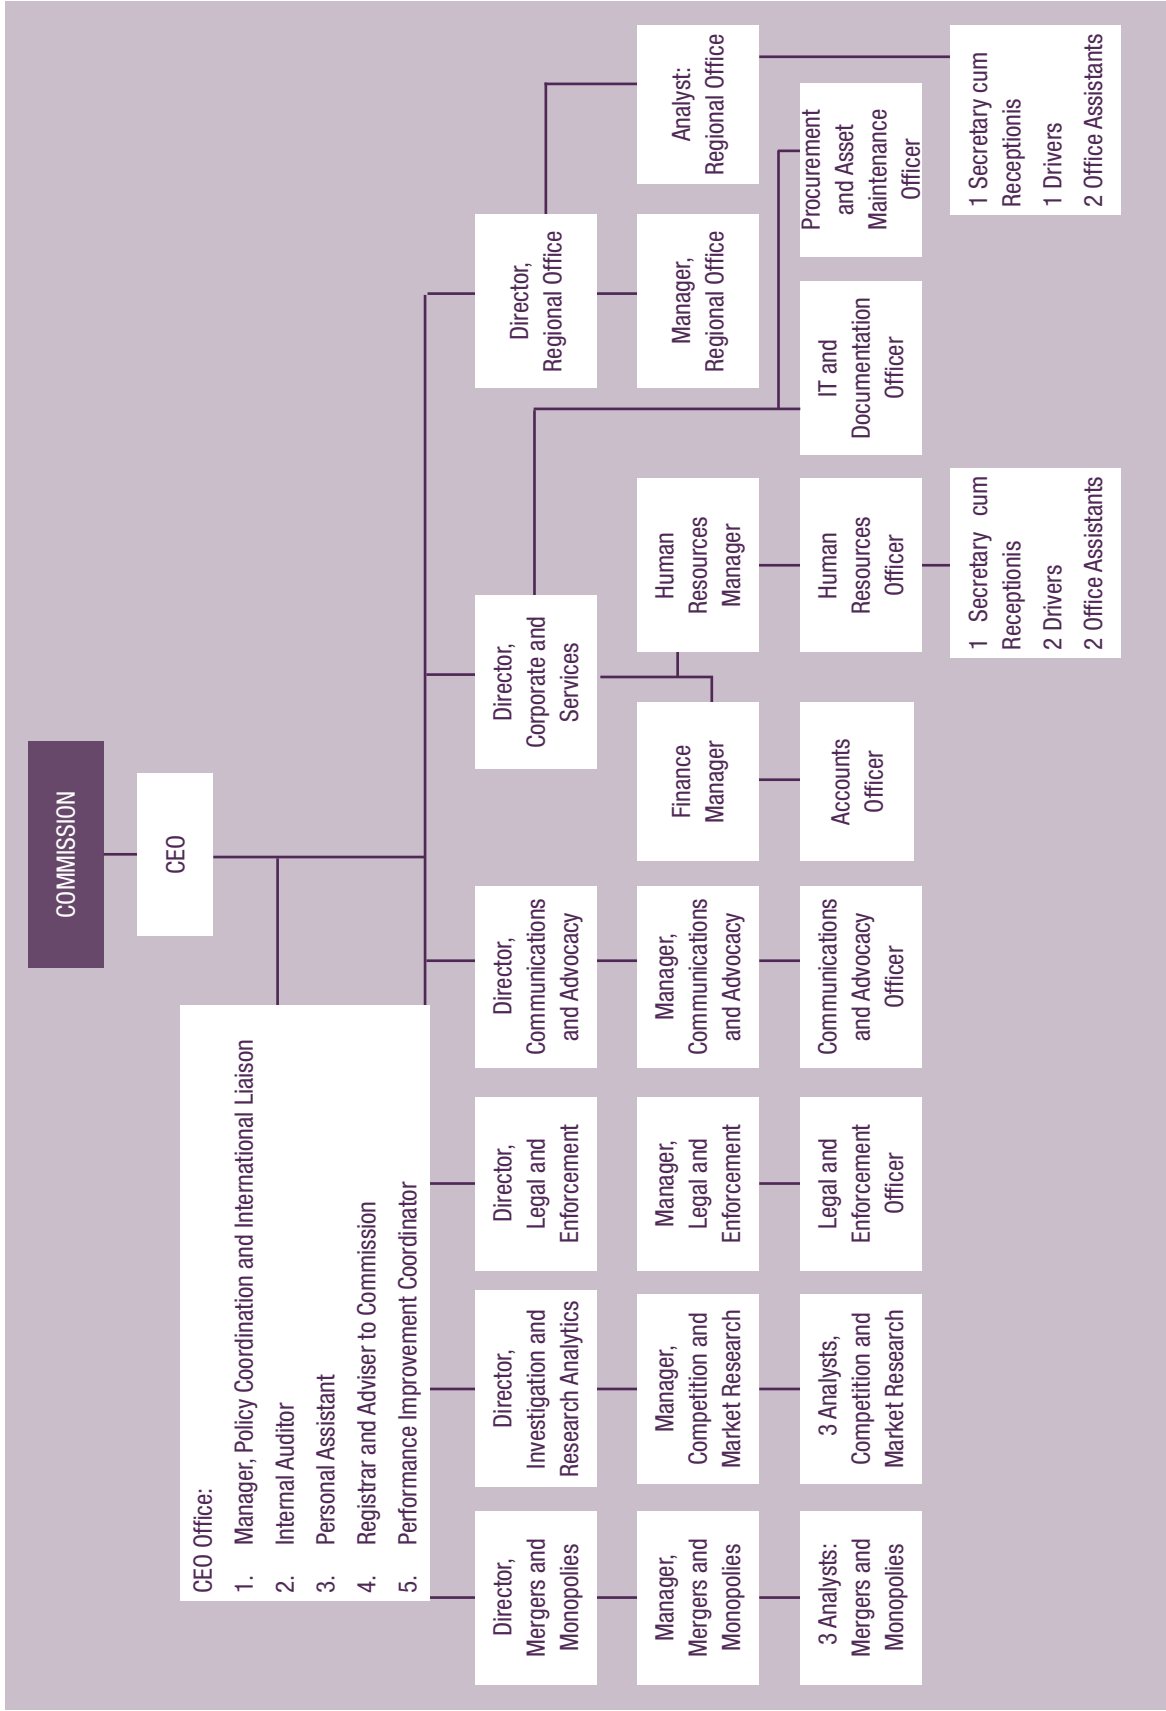 COMMISSION
CEO
CEO Office:
1. Manager, Policy Coordination and International Liaison
2. Internal Auditor
3. Personal Assistant
4. Registrar and Adviser to Commission
5. Performance Improvement Coordinator
Director,
Mergers and
Monopolies
Director,
Investigation and
Research Analytics
Director,
Legal and
Enforcement
Director,
Communications
and Advocacy
Director,
Corporate and
Services
Director,
Regional Office
Manager,
Mergers and
Monopolies
Manager,
Competition and
Market Research
Manager,
Legal and
Enforcement
Manager,
Communications
and Advocacy
Finance
Manager
Human
Resources
Manager
Manager,
Regional Office
Analyst:
Regional Office
3 Analysts:
Mergers and
Monopolies
3 Analysts,
Competition and
Market Research
Legal and
Enforcement
Officer
Communications
and Advocacy
Officer
Accounts
Officer
Human
Resources
Officer
IT and
Documentation
Officer
Procurement
and Asset
Maintenance
Officer
1 Secretary cum
Receptionis
2 Drivers
2 Office Assistants
1 Secretary cum
Receptionis
1 Drivers
2 Office Assistants